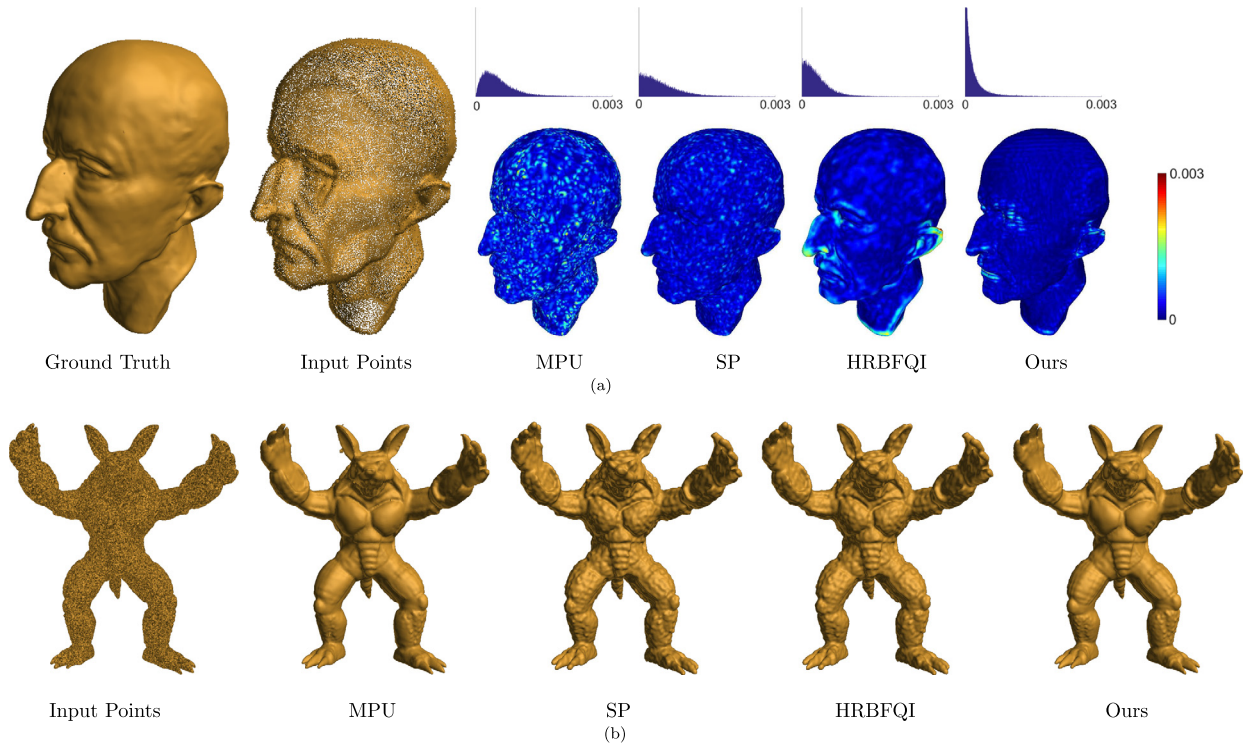 0 0.003
0 0.003
0 0.003
0 0.003
0.003
0
Ground Truth
Input Points
MPU
SP
HRBFQI
Ours
(a)
Input Points
MPU
SP
HRBFQI
Ours
(b)